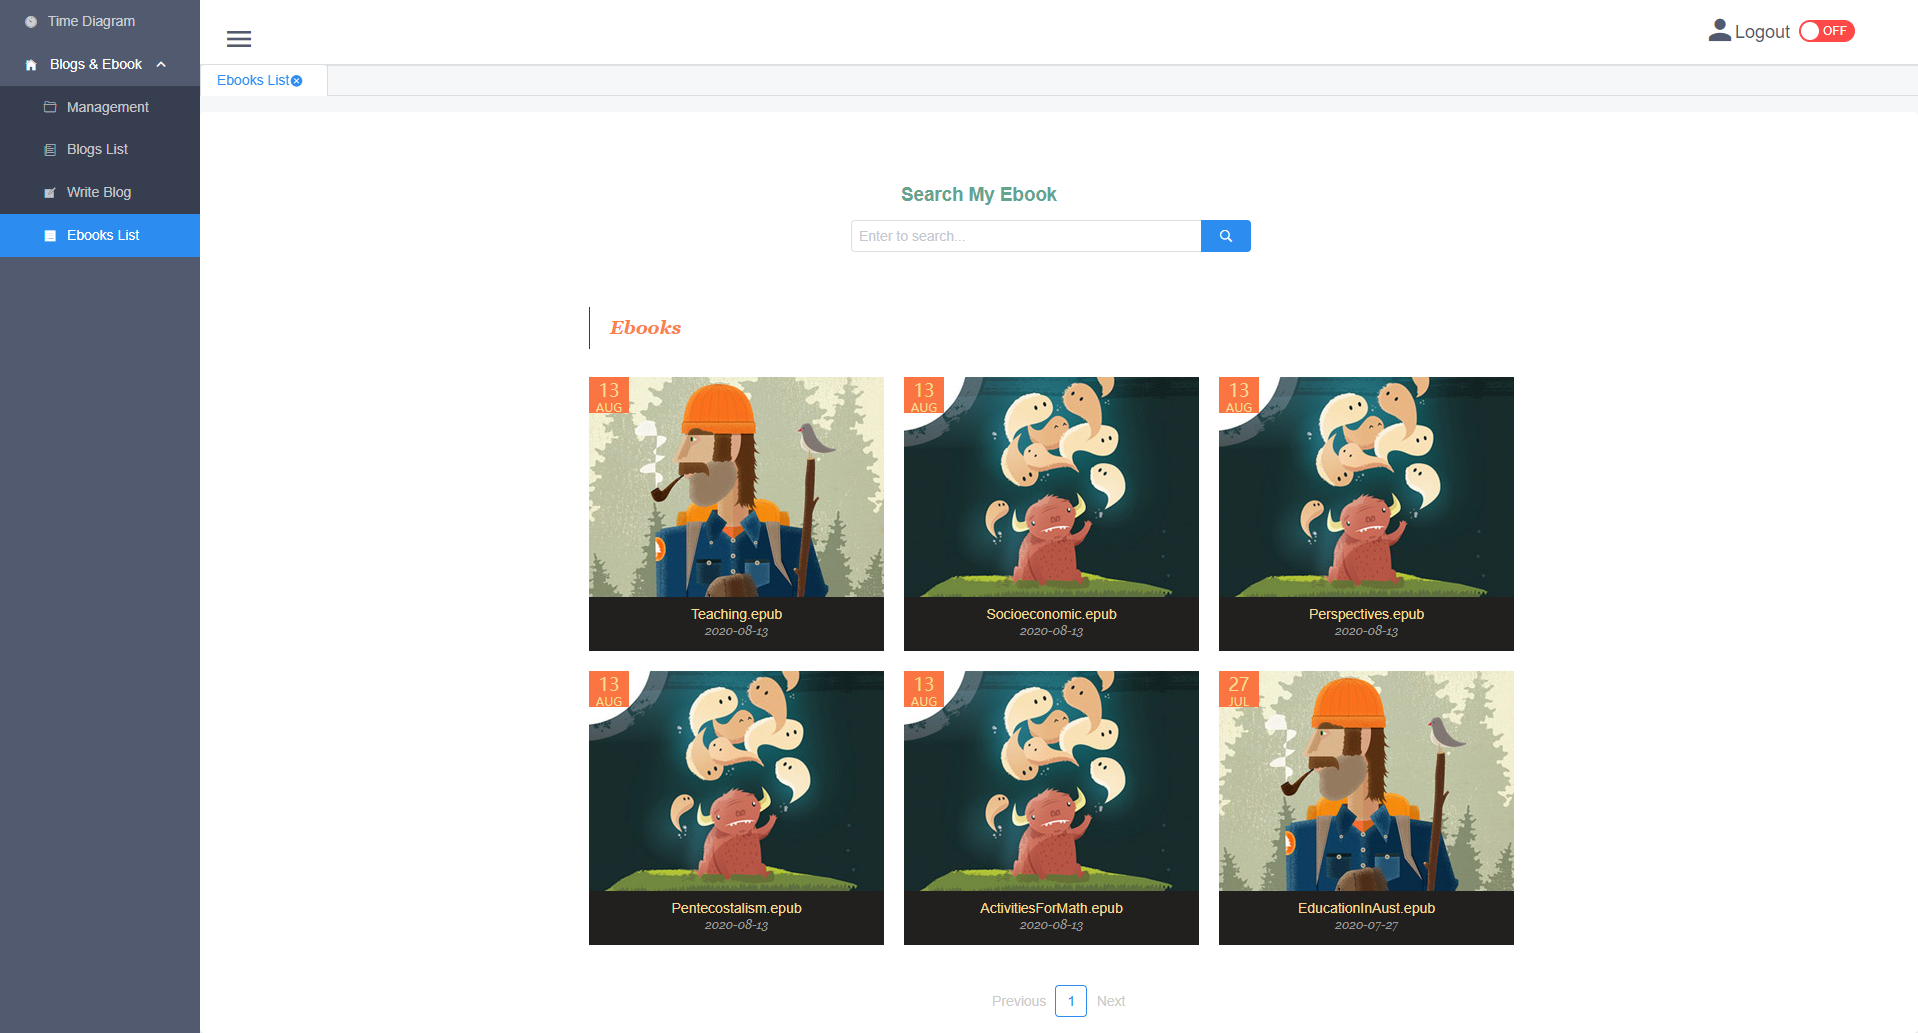 Time Diagram
Blogs & Ebook
Management
Blogs List
Write Blog
Ebooks List
Logout OFF
Ebooks List
Search My Ebook
Enter to search...
Ebooks
13
AUG
Teaching.epub
2020-08-13
13
AUG
Socioeconomic.epub
2020-08-13
13
AUG
Perspectives.epub
2020-08-13
13
AUG
Pentecostalism.epub
2020-08-13
13
AUG
ActivitiesForMath.epub
2020-08-13
27
JUL
EducationInAust.epub
2020-07-27
Previous 1 Next